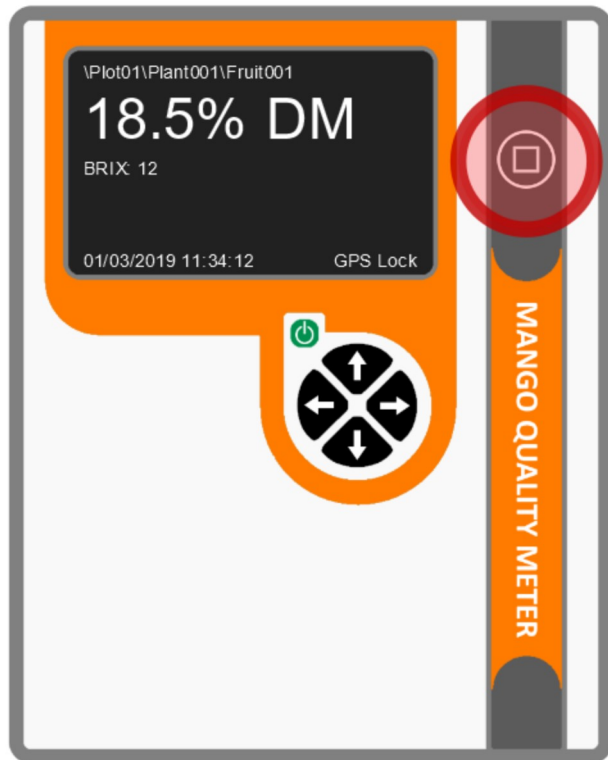 \Plot01\Plant001\Fruit001
18.5% DM
BRIX: 12
01/03/2019 11:34:12 GPS Lock
MANGO QUALITY METER